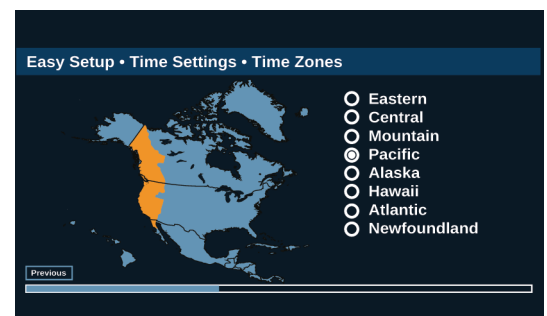 Easy Setup • Time Settings • Time Zones
Eastern
Central
Mountain
Pacific
Alaska
Hawaii
Atlantic
Newfoundland
Previous